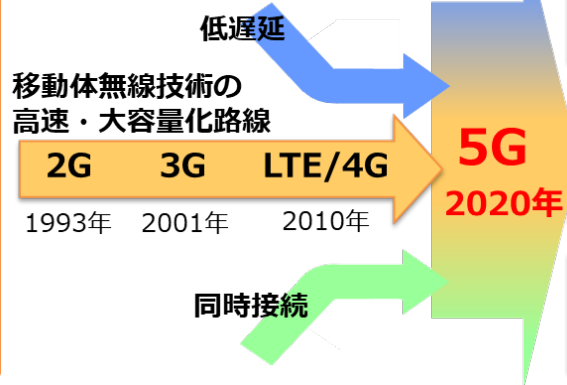 低遅延
移動体無線技術の
高速・大容量化路線
2G 3G LTE/4G
1993年 2001年 2010年
5G
2020年
同時接続